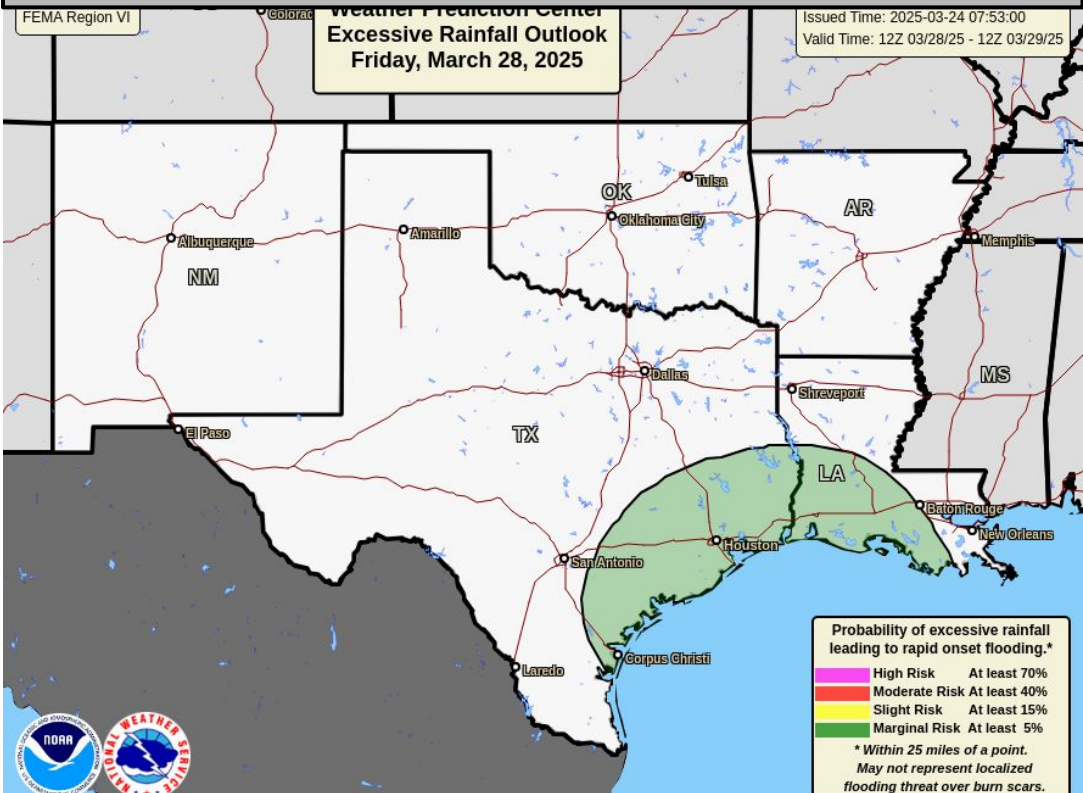 FEMA Region VI
Weather Prediction Center
Excessive Rainfall Outlook
Friday, March 28, 2025
Issued Time: 2025-03-24 07:53:00
Valid Time: 12Z 03/28/25 - 12Z 03/29/25
Tulsa
OK
Oklahoma City
AR
Albuquerque
Amarillo
Memphis
NM
Dallas
MS
Shreveport
El Paso
TX
LA
Baton Rouge
New Orleans
Houston
San Antonio
Corpus Christi
Laredo
Probability of excessive rainfall
leading to rapid onset flooding.*
High Risk At least 70%
Moderate Risk At least 40%
Slight Risk At least 15%
Marginal Risk At least 5%
* Within 25 miles of a point.
May not represent localized
flooding threat over burn scars.
NOAA
NATIONAL WEATHER SERVICE